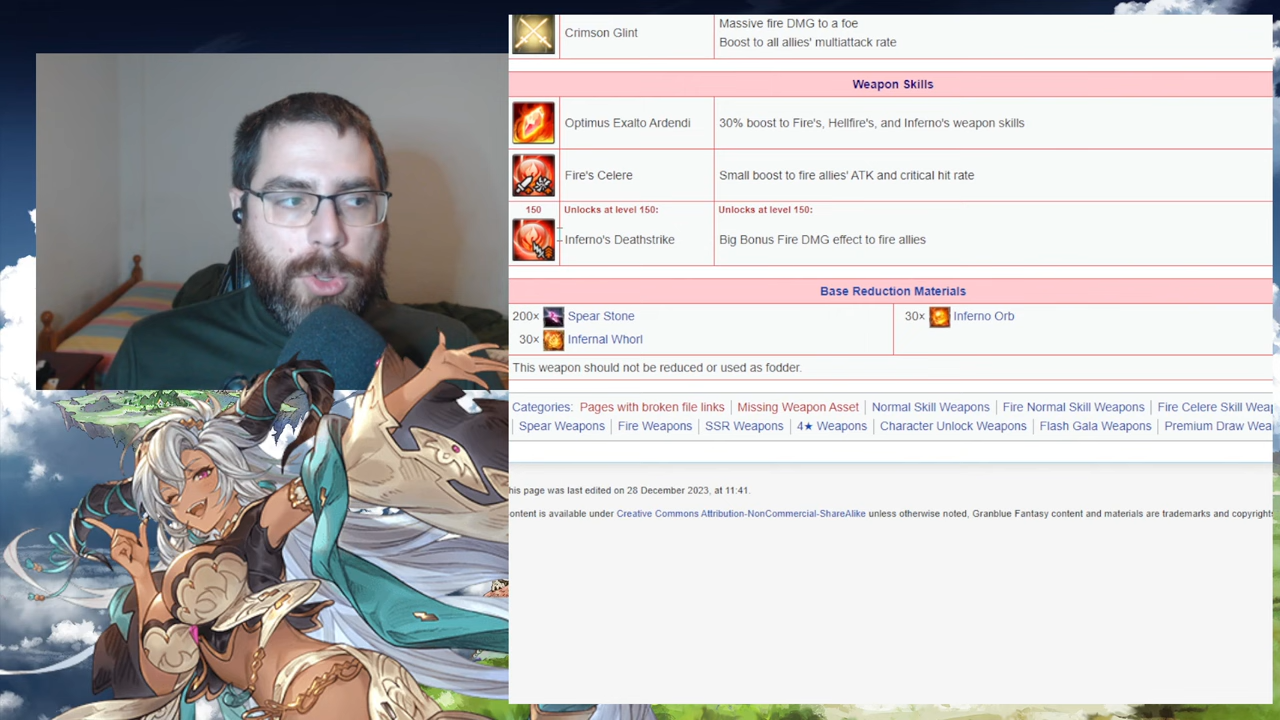 Massive fire DMG to a foe
Crimson Glint
Boost to all allies' multiattack rate
Weapon Skills
Optimus Exalto Ardendi 30% boost to Fire's, Hellfire's, and Inferno's weapon skills
Fire's Celere Small boost to fire allies' ATK and critical hit rate
150 Unlocks at level 150: Unlocks at level 150:
Inferno's Deathstrike Big Bonus Fire DMG effect to fire allies
Base Reduction Materials
200× Spear Stone 30× Inferno Orb
30× Infernal Whorl
This weapon should not be reduced or used as fodder.
Categories: Pages with broken file links | Missing Weapon Asset | Normal Skill Weapons | Fire Normal Skill Weapons | Fire Celere Skill Weap
| Spear Weapons | Fire Weapons | SSR Weapons | 4★ Weapons | Character Unlock Weapons | Flash Gala Weapons | Premium Draw Wea
his page was last edited on 28 December 2023, at 11:41.
ontent is available under Creative Commons Attribution-NonCommercial-ShareAlike unless otherwise noted. Granblue Fantasy content and materials are trademarks and copyrights